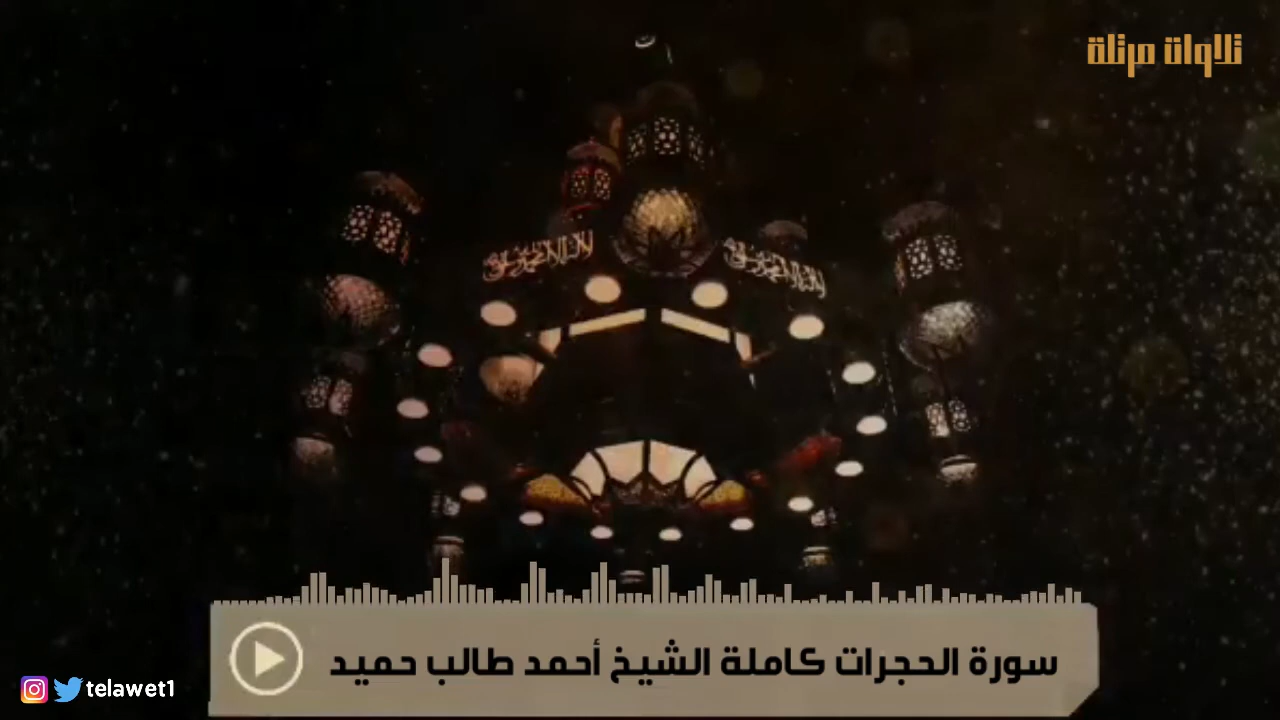 تلاوات مرتلة
سورة الحجرات كاملة الشيخ أحمد طالب حميد
telawet1